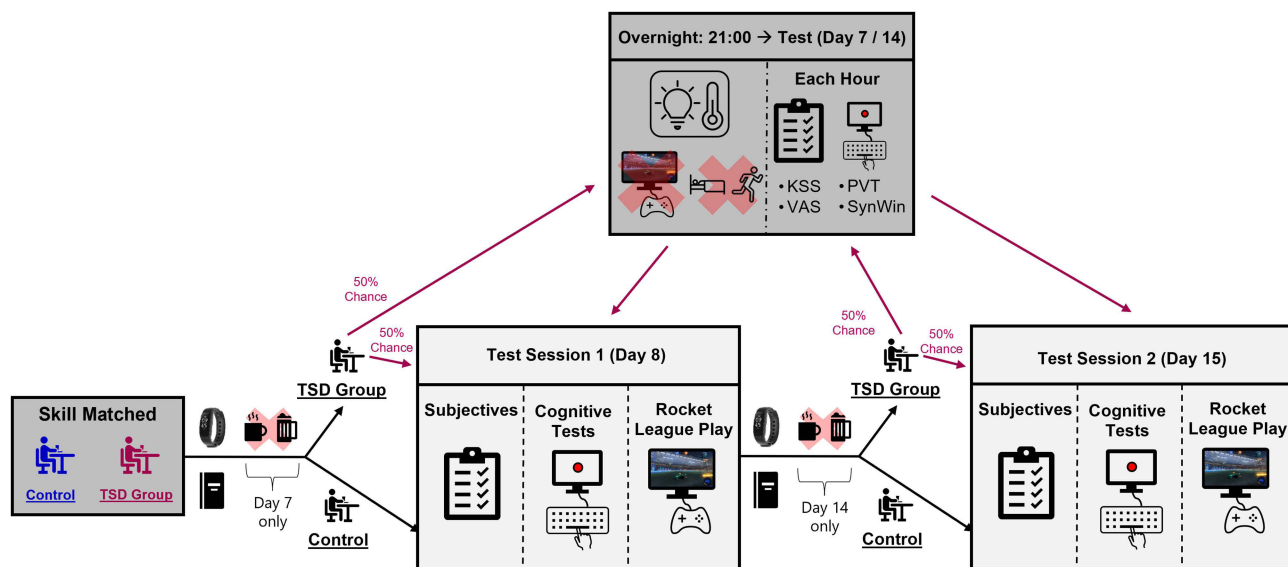 Overnight: 21:00 → Test (Day 7 / 14)
Each Hour
• KSS
• VAS
• PVT
• SynWin
50%
Chance
50%
Chance
TSD Group
Skill Matched
Control
TSD Group
Day 7
only
Control
Test Session 1 (Day 8)
Subjectives
Cognitive
Tests
Rocket
League Play
50%
Chance
50%
Chance
TSD Group
Day 14
only
Control
Test Session 2 (Day 15)
Subjectives
Cognitive
Tests
Rocket
League Play